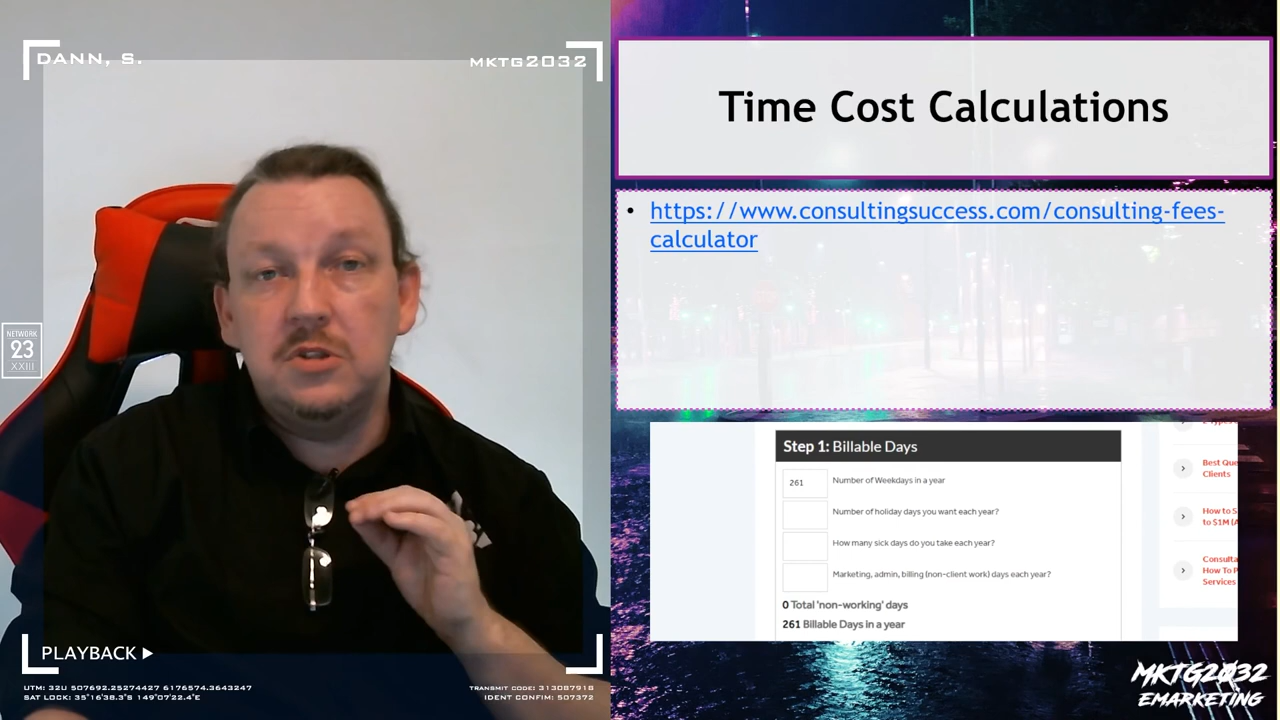 DANN, S.
MKTG2032
NETWORK
23
XXIII
PLAYBACK
UTM: 32U 507692.25274427 6176574.3643247
SAT LOCK: 35°16'38.3"S 149°07'22.4"E
TRANSMIT CODE: 313087918
IDENT CONFIM: 507372
Time Cost Calculations
• https://www.consultingsuccess.com/consulting-fees-
calculator
Step 1: Billable Days
261 Number of Weekdays in a year
Number of holiday days you want each year?
How many sick days do you take each year?
Marketing, admin, billing (non-client work) days each year?
0 Total 'non-working' days
261 Billable Days in a year
Best Que
Clients
How to S
to $1M (A
Consulta
How To P
Services
MKTG2032
EMARKETING